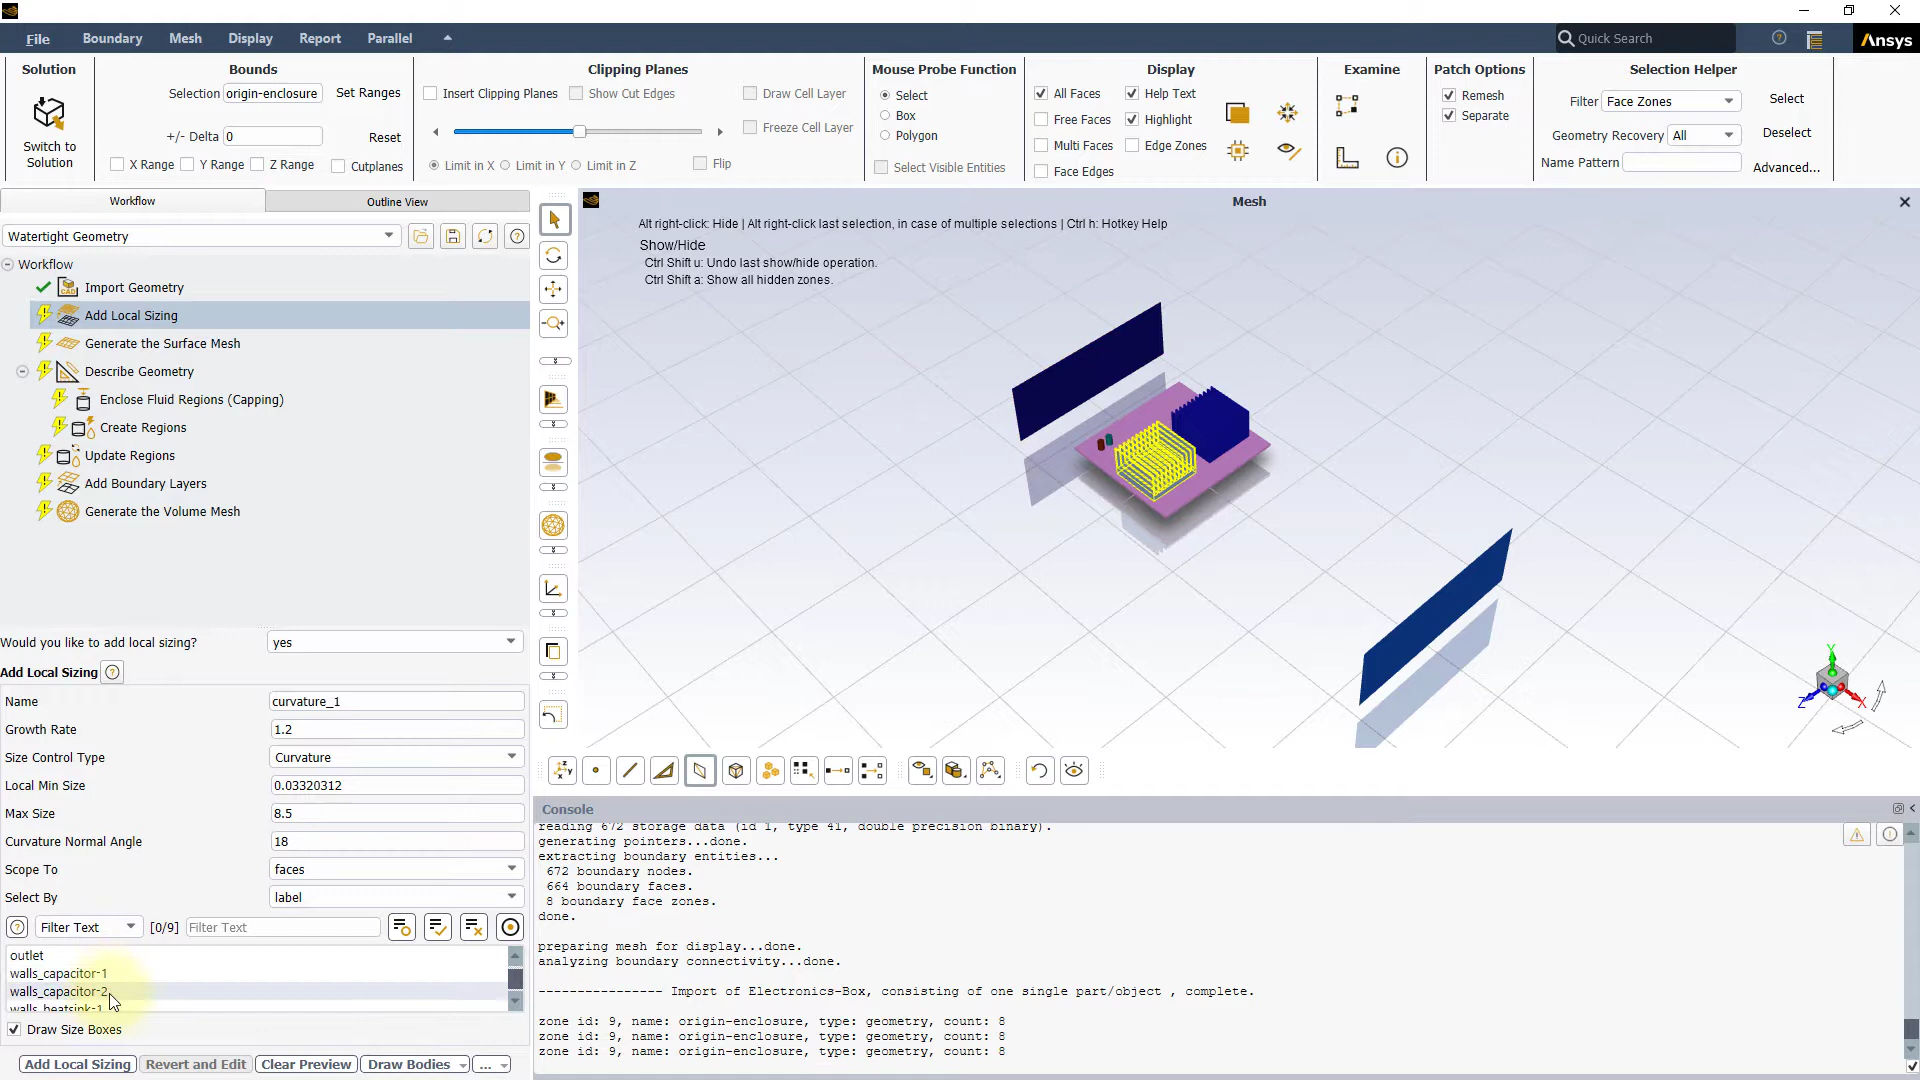 File
Boundary
Mesh
Display
Report
Parallel
Quick Search
Ansys
Solution
Switch to
Solution
Bounds
Selection origin-enclosure Set Ranges
+/- Delta 0 Reset
X Range Y Range Z Range Cutplanes
Clipping Planes
Insert Clipping Planes Show Cut Edges Draw Cell Layer
Freeze Cell Layer
Limit in X Limit in Y Limit in Z Flip
Mouse Probe Function
Select
Box
Polygon
Select Visible Entities
Display
All Faces Help Text
Free Faces Highlight
Multi Faces Edge Zones
Face Edges
Examine
Patch Options
Remesh
Separate
Selection Helper
Filter Face Zones Select
Geometry Recovery All Deselect
Name Pattern Advanced...
Workflow
Outline View
Watertight Geometry
Workflow
Import Geometry
Add Local Sizing
Generate the Surface Mesh
Describe Geometry
Enclose Fluid Regions (Capping)
Create Regions
Update Regions
Add Boundary Layers
Generate the Volume Mesh
Would you like to add local sizing? yes
Add Local Sizing
Name curvature_1
Growth Rate 1.2
Size Control Type Curvature
Local Min Size 0.03320312
Max Size 8.5
Curvature Normal Angle 18
Scope To faces
Select By label
Filter Text [0/9] Filter Text
outlet
walls_capacitor-1
walls_capacitor-2
walls_heatsink-1
Draw Size Boxes
Add Local Sizing Revert and Edit Clear Preview Draw Bodies ...
Mesh
Alt right-click: Hide | Alt right-click last selection, in case of multiple selections | Ctrl h: Hotkey Help
Show/Hide
Ctrl Shift u: Undo last show/hide operation.
Ctrl Shift a: Show all hidden zones.
Y
Z
X
Console
reading 672 storage data (id 1, type 41, double precision binary).
generating pointers...done.
extracting boundary entities...
672 boundary nodes.
664 boundary faces.
8 boundary face zones.
done.
preparing mesh for display...done.
analyzing boundary connectivity...done.
---------------- Import of Electronics-Box, consisting of one single part/object , complete.
zone id: 9, name: origin-enclosure, type: geometry, count: 8
zone id: 9, name: origin-enclosure, type: geometry, count: 8
zone id: 9, name: origin-enclosure, type: geometry, count: 8